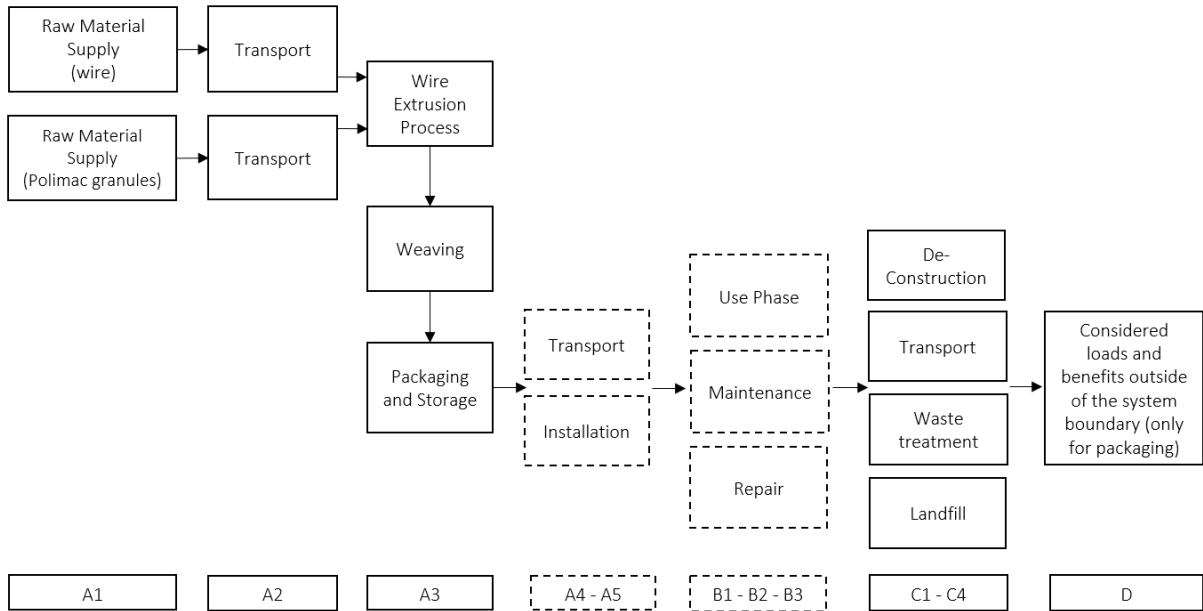 Raw Material
Supply
(wire)
Transport
Raw Material
Supply
(Polimac granules)
Transport
Wire
Extrusion
Process
Weaving
Packaging
and Storage
Transport
Installation
Use Phase
Maintenance
Repair
De-
Construction
Transport
Waste
treatment
Landfill
Considered
loads and
benefits outside
of the system
boundary (only
for packaging)
A1
A2
A3
A4 - A5
B1 - B2 - B3
C1 - C4
D